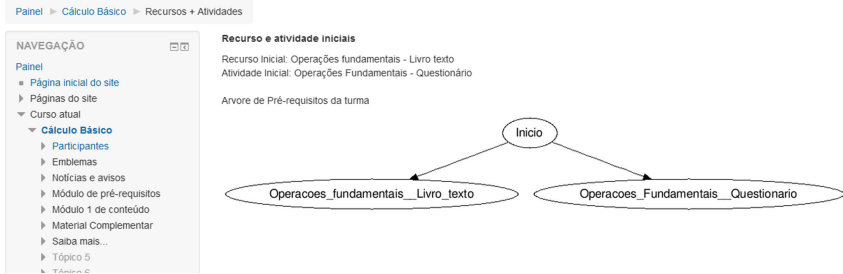 Painel ▶ Cálculo Básico ▶ Recursos + Atividades
NAVEGAÇÃO
Painel
Página inicial do site
Páginas do site
Curso atual
Cálculo Básico
Participantes
Emblemas
Notícias e avisos
Módulo de pré-requisitos
Módulo 1 de conteúdo
Material Complementar
Saiba mais...
Tópico 5
Tópico 6
Recurso e atividade iniciais
Recurso Inicial: Operações fundamentais - Livro texto
Atividade Inicial: Operações Fundamentais - Questionário
Arvore de Pré-requisitos da turma
Inicio
Operacoes_fundamentais__Livro_texto
Operacoes_Fundamentais__Questionario